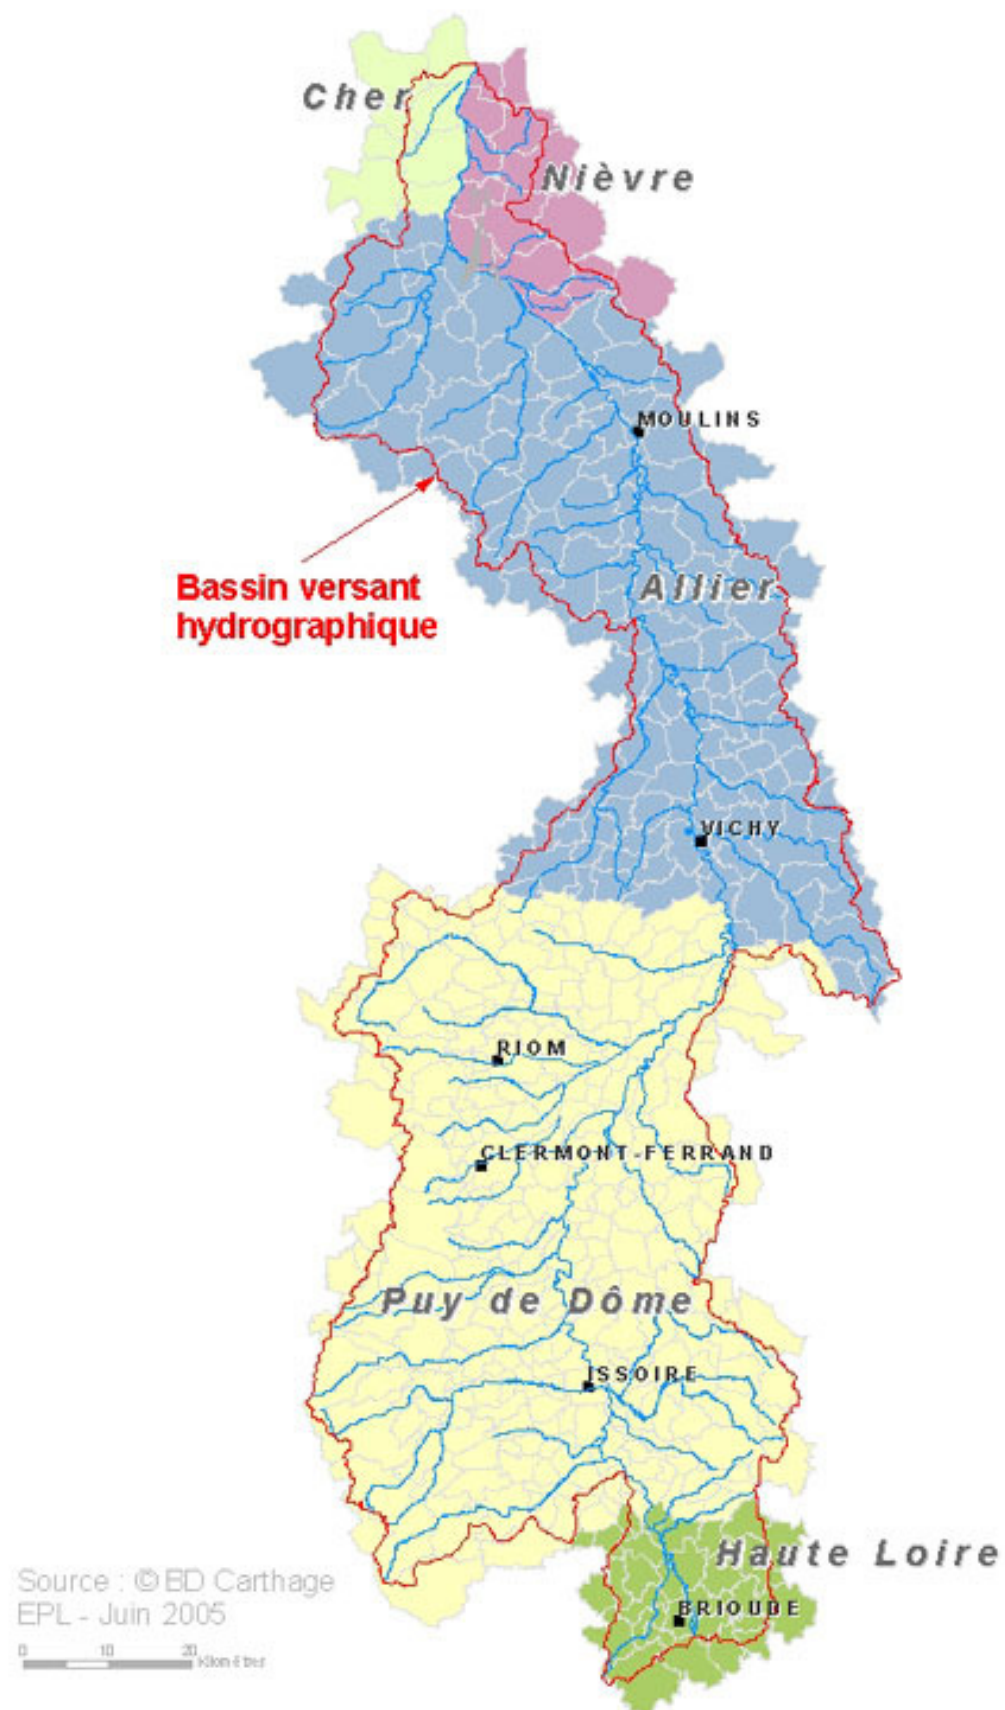 Cher
Nièvre
MOULINS
Bassin versant
hydrographique
Allier
VICHY
RIOM
CLERMONT-FERRAND
Puy de Dôme
ISSOIRE
Haute Loire
Source : © BD Carthage
EPL - Juin 2005
BRIOUDE
0 10 20 Kilomètres